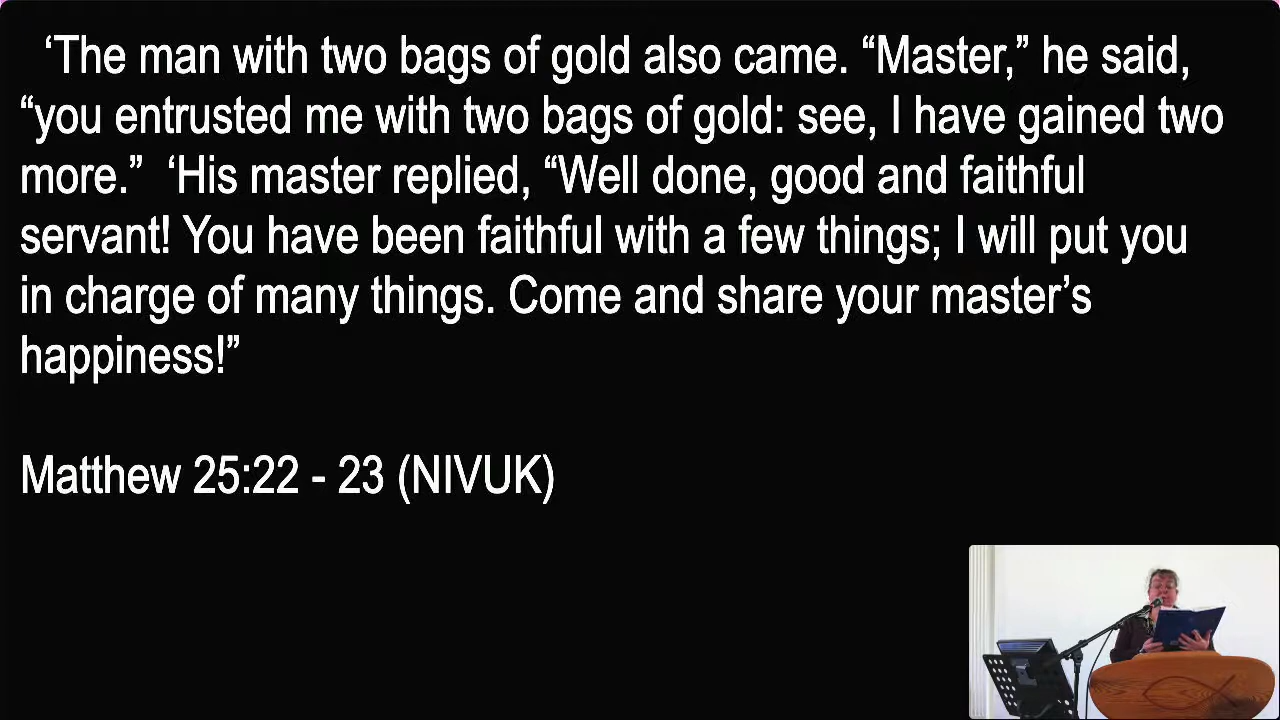 ‘The man with two bags of gold also came. “Master,” he said,
“you entrusted me with two bags of gold: see, I have gained two
more.”  ‘His master replied, “Well done, good and faithful
servant! You have been faithful with a few things; I will put you
in charge of many things. Come and share your master’s
happiness!”
Matthew 25:22 - 23 (NIVUK)